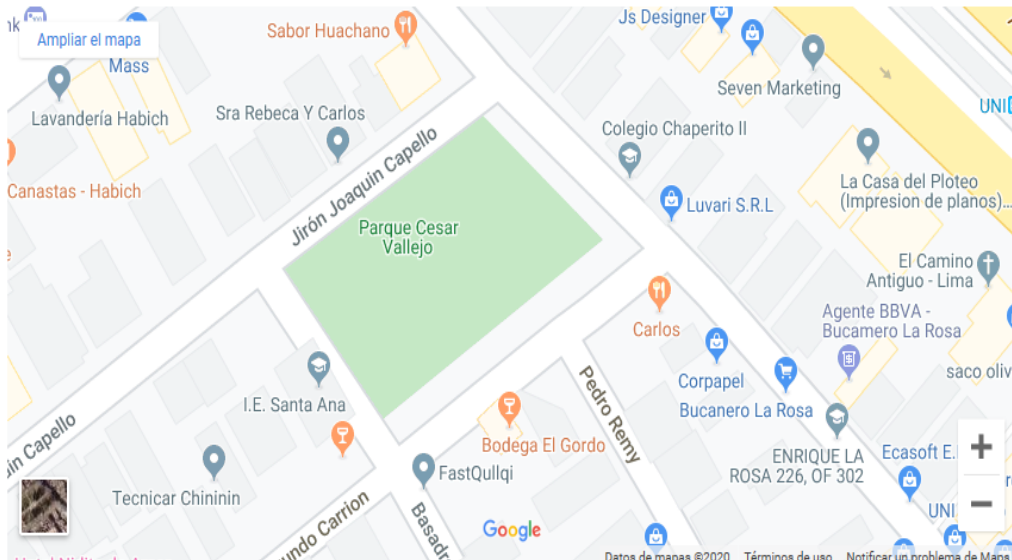 Ampliar el mapa
Mass
Sabor Huachano
Js Designer
Seven Marketing
UNI
Lavandería Habich
Sra Rebeca Y Carlos
Colegio Chaperito II
La Casa del Ploteo
(Impresion de planos)...
Canastas - Habich
Jirón Joaquin Capello
Luvari S.R.L
Parque Cesar
Vallejo
El Camino
Antiguo - Lima
Carlos
Agente BBVA -
Bucamero La Rosa
saco oliv
Corpapel
I.E. Santa Ana
Pedro Remy
Bucanero La Rosa
uin Capello
Bodega El Gordo
ENRIQUE LA
ROSA 226, OF 302
Ecasoft E.
FastQullqi
Tecnicar Chininin
undo Carrion
Basadr
Google
UNI
Datos de mapas ©2020 Términos de uso Notificar un problema de Maps